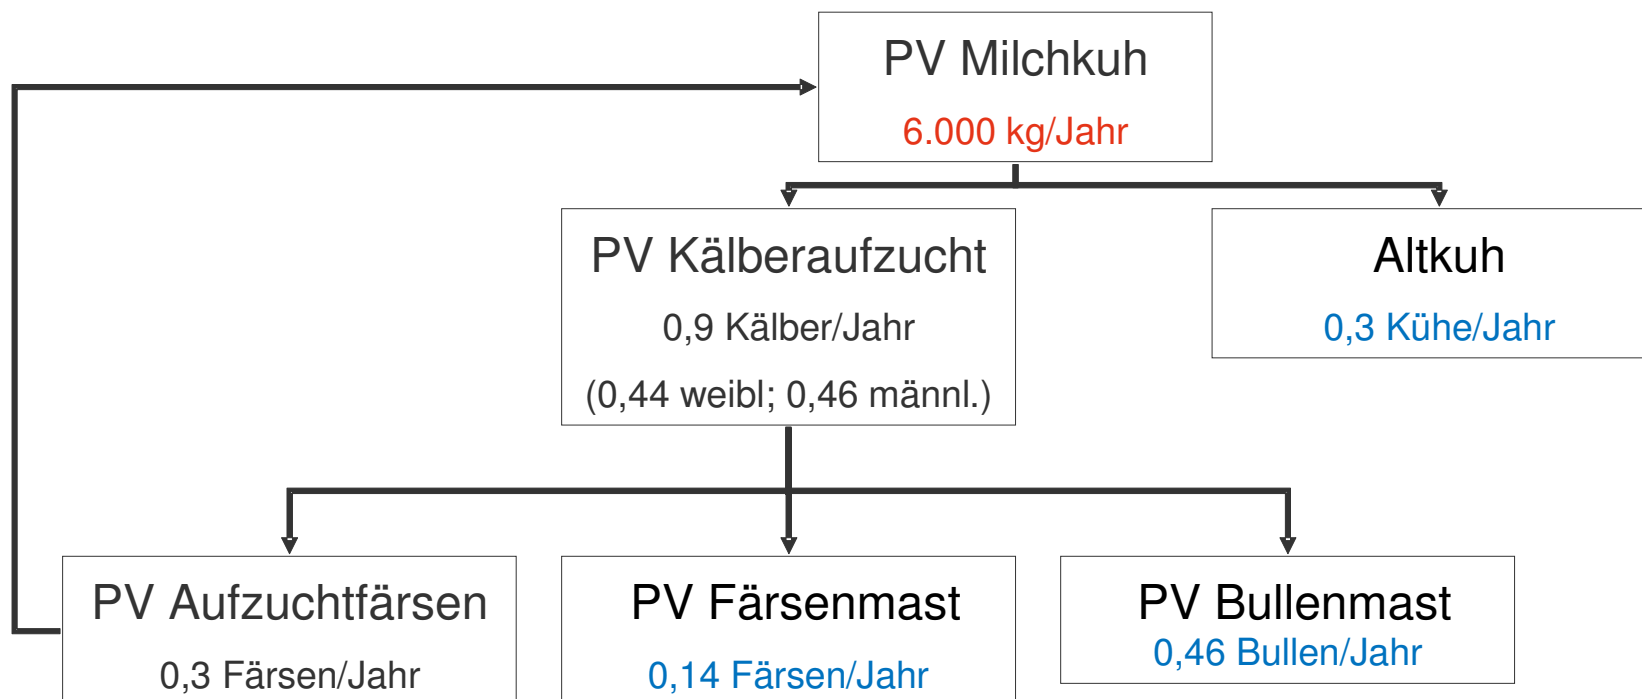 PV Milchkuh
6.000 kg/Jahr
PV Kälberaufzucht
0,9 Kälber/Jahr
(0,44 weibl; 0,46 männl.)
Altkuh
0,3 Kühe/Jahr
PV Aufzuchtfärsen
0,3 Färsen/Jahr
PV Färsenmast
0,14 Färsen/Jahr
PV Bullenmast
0,46 Bullen/Jahr